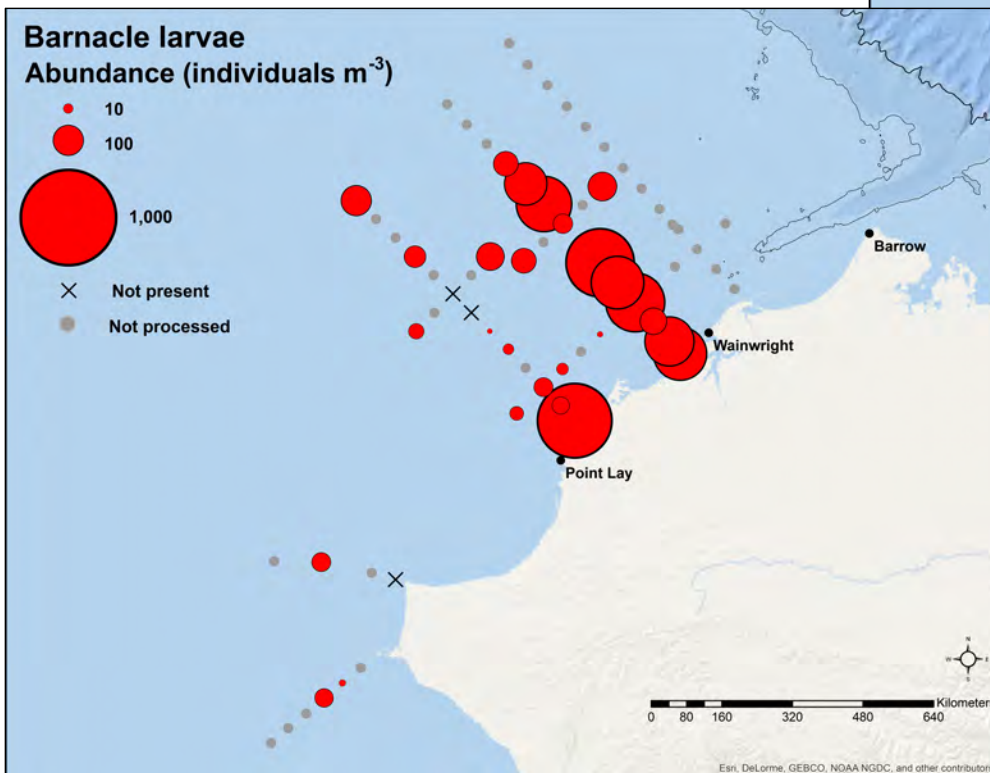 Barnacle larvae
Abundance (individuals m⁻³)
10
100
1,000
Not present
Not processed
Barrow
Wainwright
Point Lay
N
W E
S
Kilometer
0 80 160 320 480 640
Esri, DeLorme, GEBCO, NOAA NGDC, and other contributors